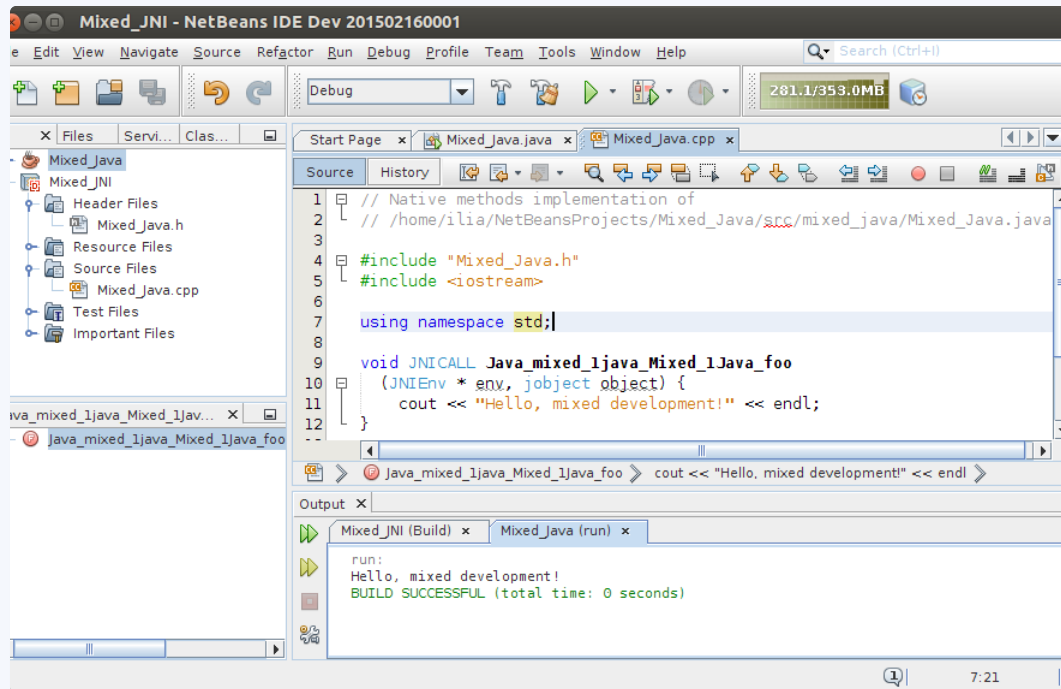 Mixed_JNI - NetBeans IDE Dev 201502160001
e Edit View Navigate Source Refactor Run Debug Profile Team Tools Window Help Search (Ctrl+I)
Debug 281.1/353.0MB
Files Servi... Clas...
Mixed_Java
Mixed_JNI
Header Files
Mixed_Java.h
Resource Files
Source Files
Mixed_Java.cpp
Test Files
Important Files
Start Page Mixed_Java.java Mixed_Java.cpp
Source History
1 // Native methods implementation of
2 // /home/ilia/NetBeansProjects/Mixed_Java/src/mixed_java/Mixed_Java.java
3
4 #include "Mixed_Java.h"
5 #include <iostream>
6
7 using namespace std;
8
9 void JNICALL Java_mixed_1java_Mixed_1Java_foo
10 (JNIEnv * env, jobject object) {
11 cout << "Hello, mixed development!" << endl;
12 }
Java_mixed_1java_Mixed_1Java_foo cout << "Hello, mixed development!" << endl
ava_mixed_1java_Mixed_1Jav...
Java_mixed_1java_Mixed_1Java_foo
Output
Mixed_JNI (Build) Mixed_Java (run)
run:
Hello, mixed development!
BUILD SUCCESSFUL (total time: 0 seconds)
1 7:21